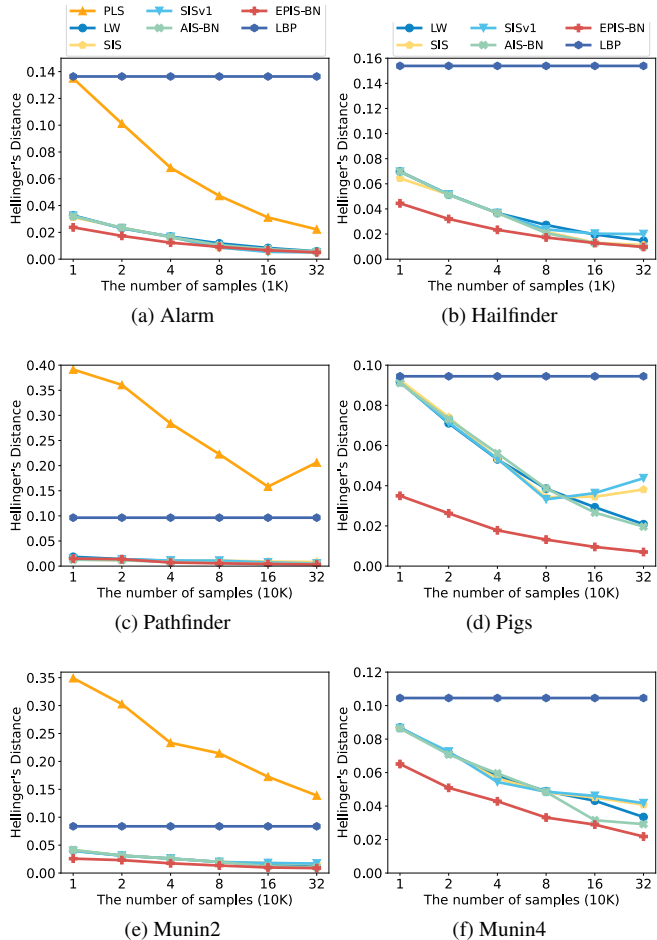 PLS
LW
SIS
SISv1
AIS-BN
EPIS-BN
LBP
LW
SIS
SISv1
AIS-BN
EPIS-BN
LBP
Hellinger's Distance
0.14
0.12
0.10
0.08
0.06
0.04
0.02
0.00
1 2 4 8 16 32
The number of samples (1K)
(a) Alarm
Hellinger's Distance
0.16
0.14
0.12
0.10
0.08
0.06
0.04
0.02
0.00
1 2 4 8 16 32
The number of samples (1K)
(b) Hailfinder
Hellinger's Distance
0.40
0.35
0.30
0.25
0.20
0.15
0.10
0.05
0.00
1 2 4 8 16 32
The number of samples (10K)
(c) Pathfinder
Hellinger's Distance
0.10
0.08
0.06
0.04
0.02
0.00
1 2 4 8 16 32
The number of samples (10K)
(d) Pigs
Hellinger's Distance
0.35
0.30
0.25
0.20
0.15
0.10
0.05
0.00
1 2 4 8 16 32
The number of samples (10K)
(e) Munin2
Hellinger's Distance
0.12
0.10
0.08
0.06
0.04
0.02
0.00
1 2 4 8 16 32
The number of samples (10K)
(f) Munin4